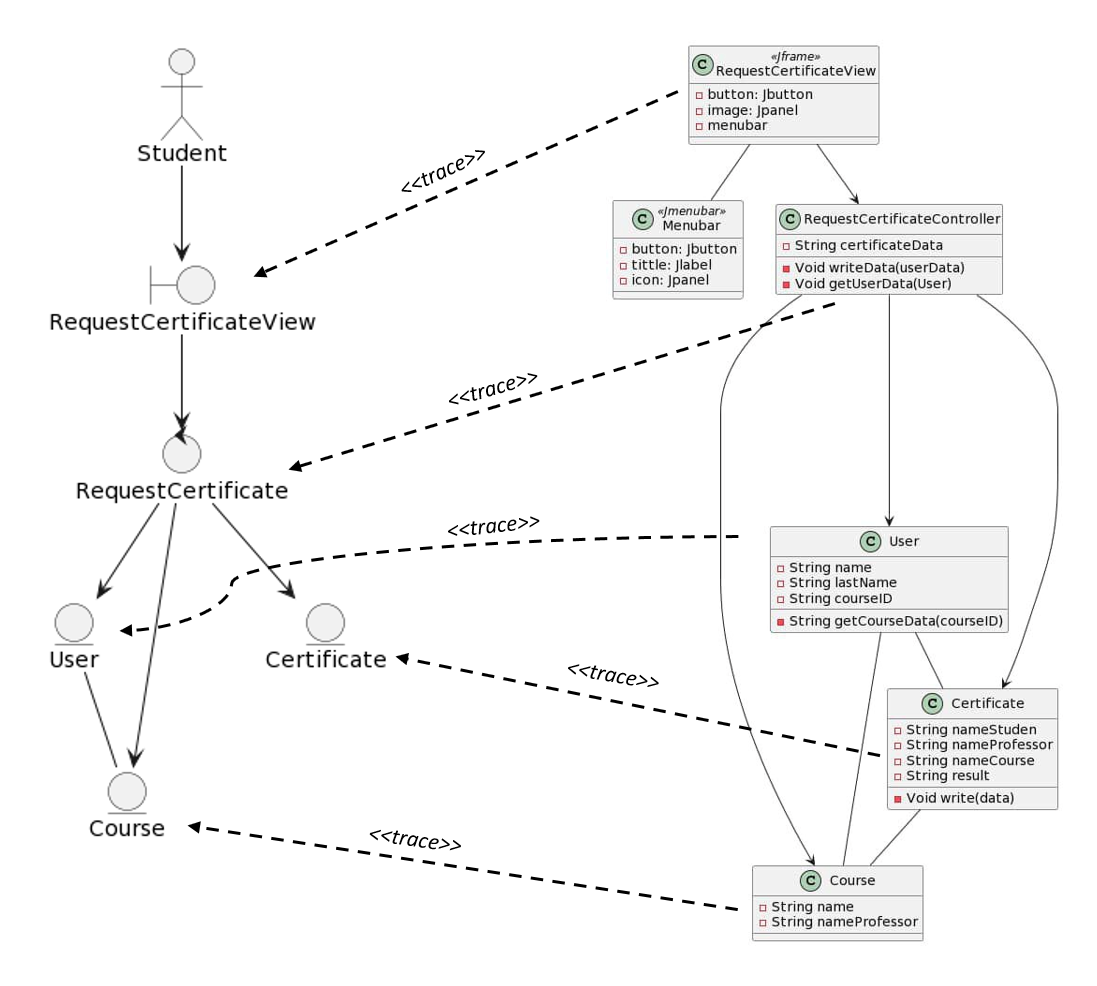 Student
<<trace>>
RequestCertificateView
<<trace>>
RequestCertificate
<<trace>>
User
Certificate
<<trace>>
Course
<<trace>>
C
«Jframe»
RequestCertificateView
button: Jbutton
image: Jpanel
menubar
C
«Jmenubar»
Menubar
button: Jbutton
tittle: Jlabel
icon: Jpanel
C RequestCertificateController
String certificateData
Void writeData(userData)
Void getUserData(User)
C User
String name
String lastName
String courseID
String getCourseData(courseID)
C Certificate
String nameStuden
String nameProfessor
String nameCourse
String result
Void write(data)
C Course
String name
String nameProfessor